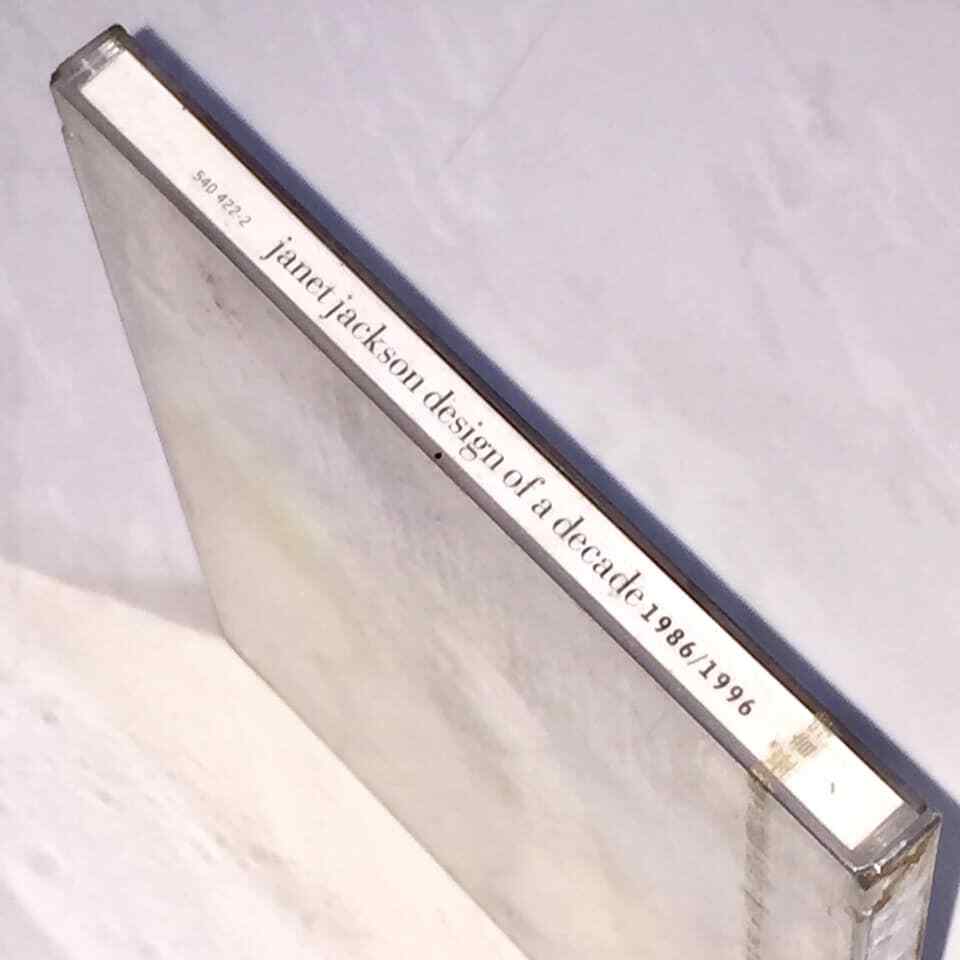 540 422-2 janet jackson design of a decade 1986/1996